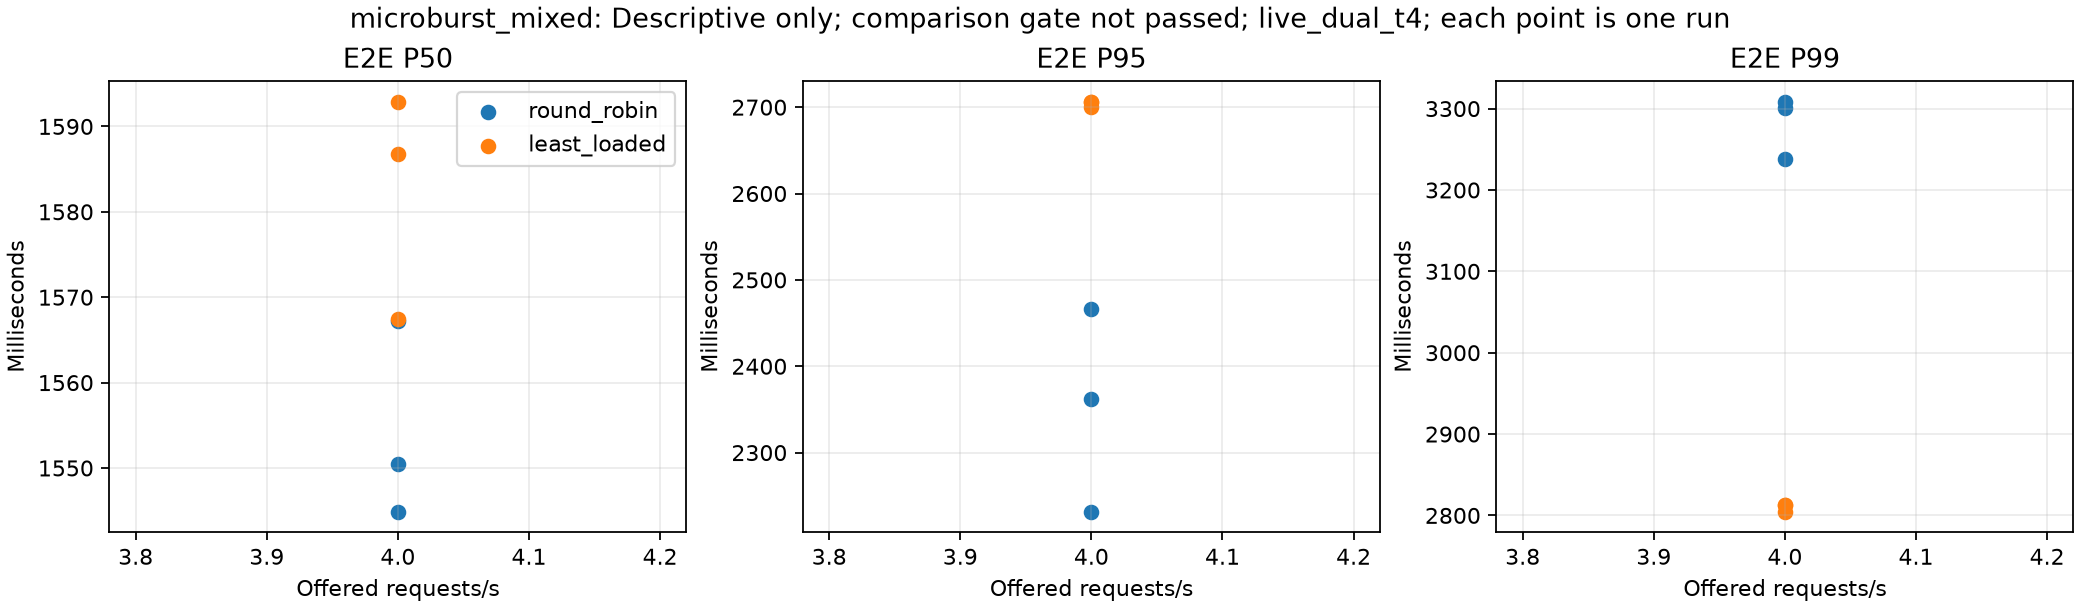 microburst_mixed: Descriptive only; comparison gate not passed; live_dual_t4; each point is one run
E2E P50
1590
1580
1570
1560
1550
Milliseconds
round_robin
least_loaded
3.8
3.9
4.0
4.1
4.2
Offered requests/s
E2E P95
2700
2600
2500
2400
2300
Milliseconds
3.8
3.9
4.0
4.1
4.2
Offered requests/s
E2E P99
3300
3200
3100
3000
2900
2800
Milliseconds
3.8
3.9
4.0
4.1
4.2
Offered requests/s